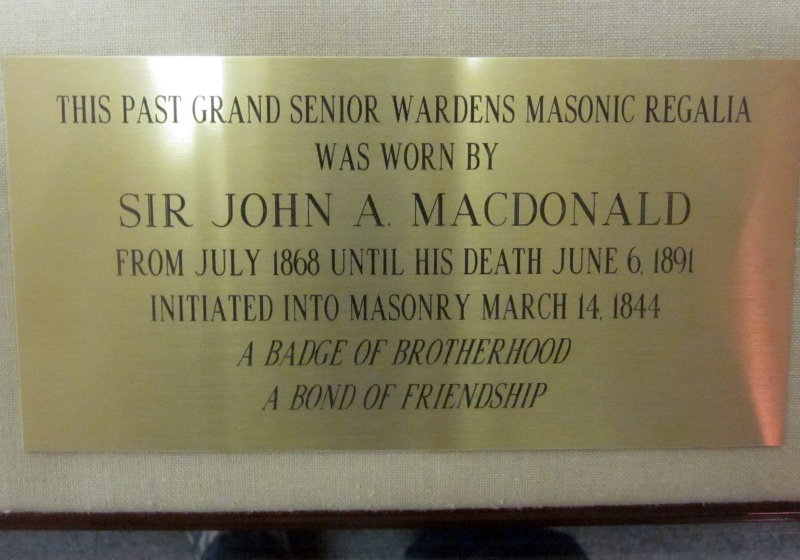 THIS PAST GRAND SENIOR WARDENS MASONIC REGALIA
WAS WORN BY
SIR JOHN A. MACDONALD
FROM JULY 1868 UNTIL HIS DEATH JUNE 6, 1891
INITIATED INTO MASONRY MARCH 14, 1844
A BADGE OF BROTHERHOOD
A BOND OF FRIENDSHIP